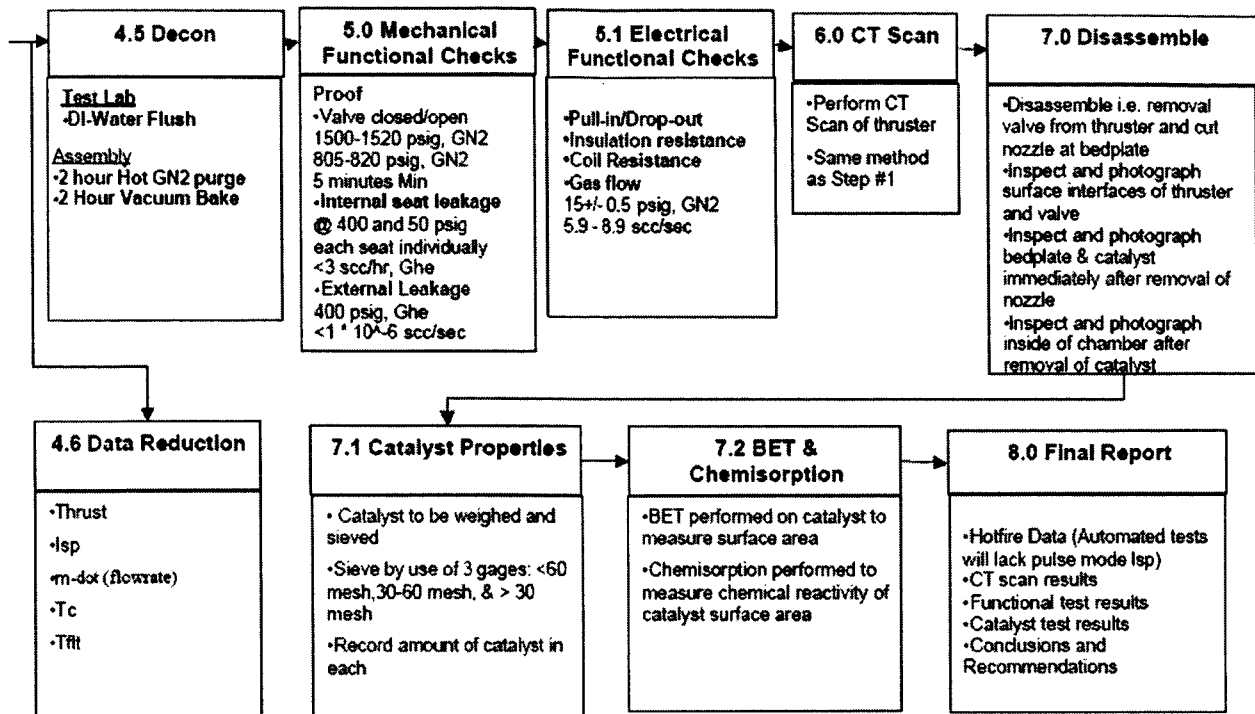 4.5 Decon
Test Lab
•DI-Water Flush
Assembly
•2 hour Hot GN2 purge
•2 Hour Vacuum Bake
5.0 Mechanical
Functional Checks
Proof
•Valve closed/open
1500-1520 psig, GN2
805-820 psig, GN2
5 minutes Min
•Internal seat leakage
@ 400 and 50 psig
each seat individually
<3 scc/hr, Ghe
•External Leakage
400 psig, Ghe
<1 * 10^-6 scc/sec
5.1 Electrical
Functional Checks
•Pull-in/Drop-out
•Insulation resistance
•Coil Resistance
•Gas flow
15+/- 0.5 psig, GN2
5.9 - 8.9 scc/sec
6.0 CT Scan
•Perform CT
Scan of thruster
•Same method
as Step #1
7.0 Disassemble
•Disassemble i.e. removal
valve from thruster and cut
nozzle at bedplate
•Inspect and photograph
surface interfaces of thruster
and valve
•Inspect and photograph
bedplate & catalyst
immediately after removal of
nozzle
•Inspect and photograph
inside of chamber after
removal of catalyst
4.6 Data Reduction
•Thrust
•Isp
•m-dot (flowrate)
•Tc
•Tflt
7.1 Catalyst Properties
• Catalyst to be weighed and
sieved
•Sieve by use of 3 gages: <60
mesh,30-60 mesh, & > 30
mesh
•Record amount of catalyst in
each
7.2 BET &
Chemisorption
•BET performed on catalyst to
measure surface area
•Chemisorption performed to
measure chemical reactivity of
catalyst surface area
8.0 Final Report
•Hotfire Data (Automated tests
will lack pulse mode Isp)
•CT scan results
•Functional test results
•Catalyst test results
•Conclusions and
Recommendations